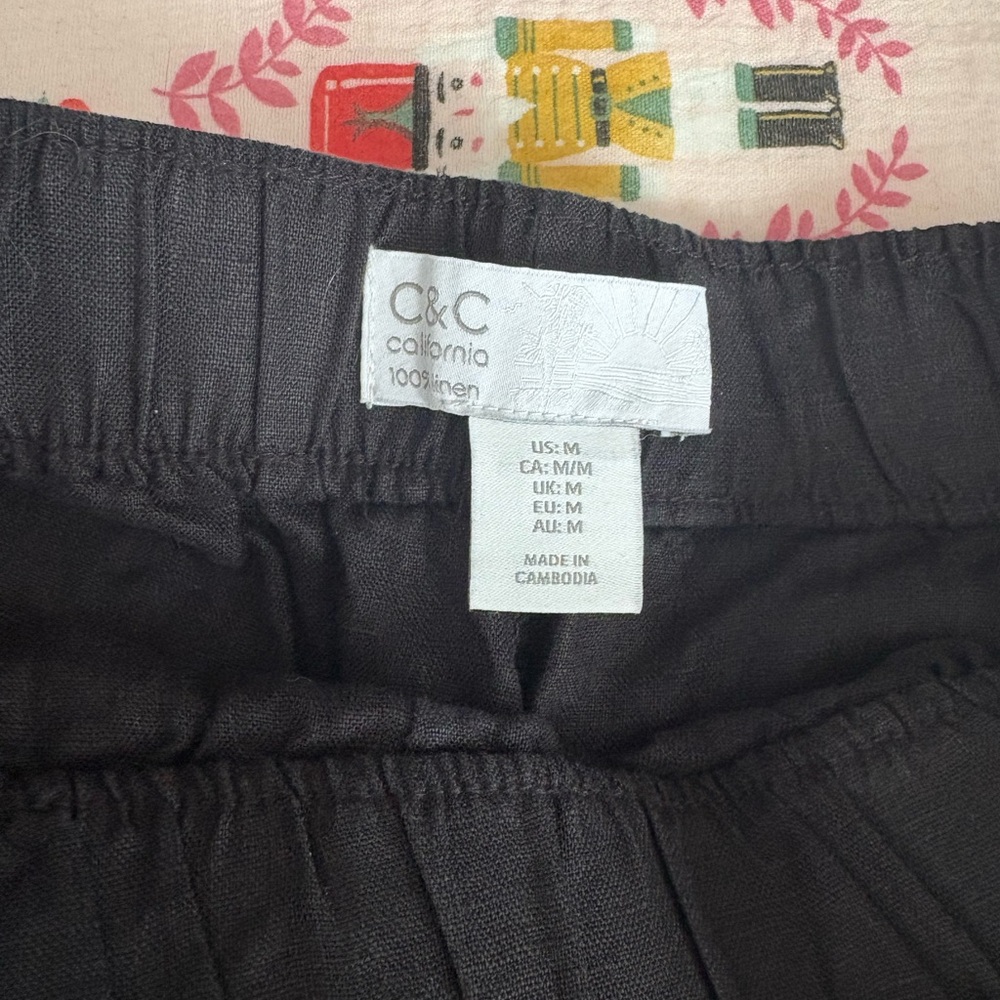 C&C
california
100% linen
US: M
CA: M/M
UK: M
EU: M
AU: M
MADE IN
CAMBODIA